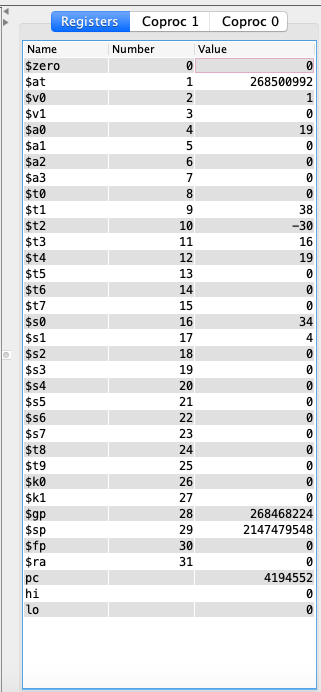 Registers Coproc 1 Coproc 0
Name Number Value
$zero 0 0
$at 1 268500992
$v0 2 1
$v1 3 0
$a0 4 19
$a1 5 0
$a2 6 0
$a3 7 0
$t0 8 0
$t1 9 38
$t2 10 -30
$t3 11 16
$t4 12 19
$t5 13 0
$t6 14 0
$t7 15 0
$s0 16 34
$s1 17 4
$s2 18 0
$s3 19 0
$s4 20 0
$s5 21 0
$s6 22 0
$s7 23 0
$t8 24 0
$t9 25 0
$k0 26 0
$k1 27 0
$gp 28 268468224
$sp 29 2147479548
$fp 30 0
$ra 31 0
pc 4194552
hi 0
lo 0